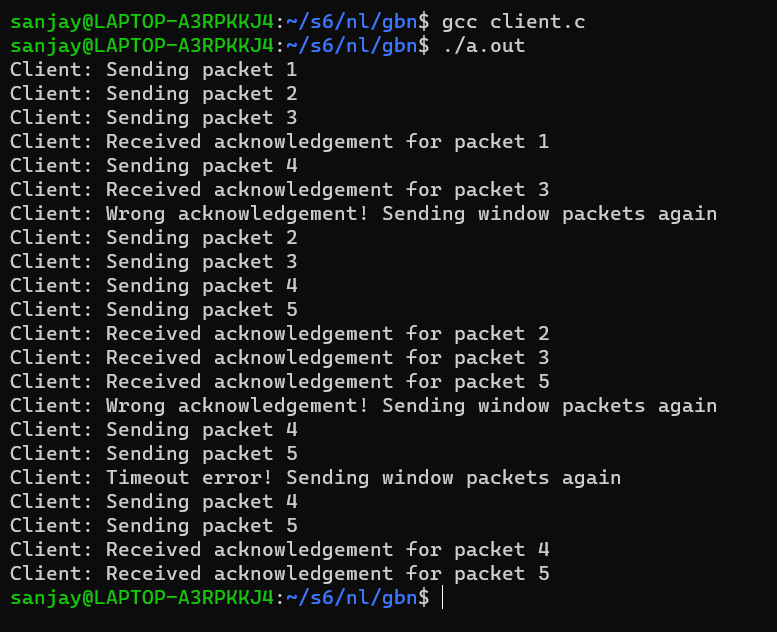 sanjay@LAPTOP-A3RPKKJ4:~/s6/nl/gbn$ gcc client.c
sanjay@LAPTOP-A3RPKKJ4:~/s6/nl/gbn$ ./a.out
Client: Sending packet 1
Client: Sending packet 2
Client: Sending packet 3
Client: Received acknowledgement for packet 1
Client: Sending packet 4
Client: Received acknowledgement for packet 3
Client: Wrong acknowledgement! Sending window packets again
Client: Sending packet 2
Client: Sending packet 3
Client: Sending packet 4
Client: Sending packet 5
Client: Received acknowledgement for packet 2
Client: Received acknowledgement for packet 3
Client: Received acknowledgement for packet 5
Client: Wrong acknowledgement! Sending window packets again
Client: Sending packet 4
Client: Sending packet 5
Client: Timeout error! Sending window packets again
Client: Sending packet 4
Client: Sending packet 5
Client: Received acknowledgement for packet 4
Client: Received acknowledgement for packet 5
sanjay@LAPTOP-A3RPKKJ4:~/s6/nl/gbn$